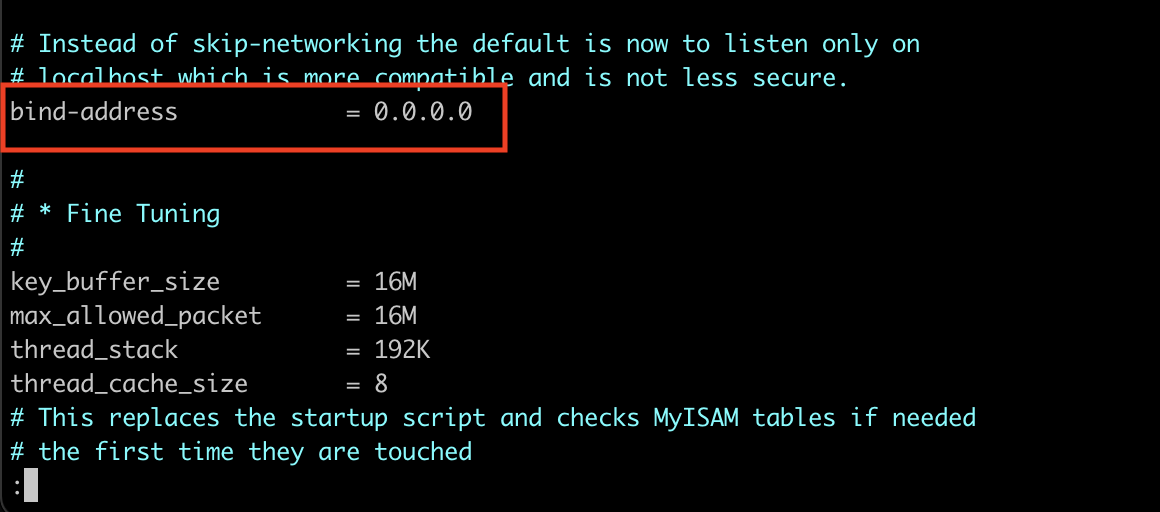 # Instead of skip-networking the default is now to listen only on
# localhost which is more compatible and is not less secure.
bind-address            = 0.0.0.0
#
# * Fine Tuning
#
key_buffer_size         = 16M
max_allowed_packet      = 16M
thread_stack            = 192K
thread_cache_size       = 8
# This replaces the startup script and checks MyISAM tables if needed
# the first time they are touched
: